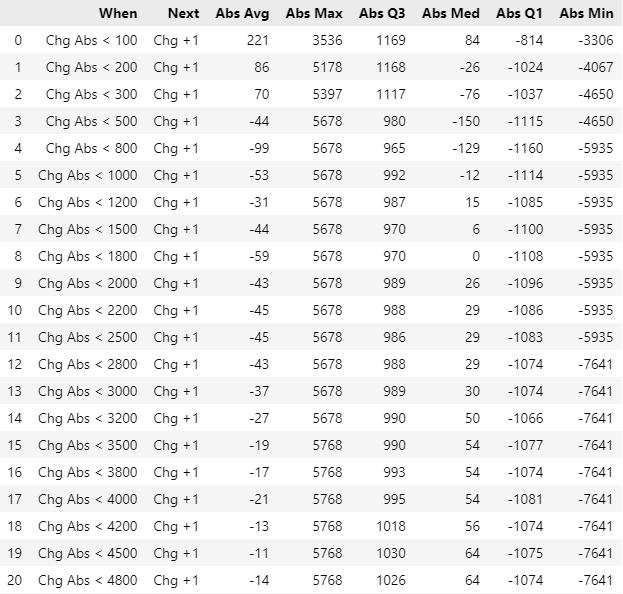 When Next Abs Avg Abs Max Abs Q3 Abs Med Abs Q1 Abs Min
0 Chg Abs < 100 Chg +1 221 3536 1169 84 -814 -3306
1 Chg Abs < 200 Chg +1 86 5178 1168 -26 -1024 -4067
2 Chg Abs < 300 Chg +1 70 5397 1117 -76 -1037 -4650
3 Chg Abs < 500 Chg +1 -44 5678 980 -150 -1115 -4650
4 Chg Abs < 800 Chg +1 -99 5678 965 -129 -1160 -5935
5 Chg Abs < 1000 Chg +1 -53 5678 992 -12 -1114 -5935
6 Chg Abs < 1200 Chg +1 -31 5678 987 15 -1085 -5935
7 Chg Abs < 1500 Chg +1 -44 5678 970 6 -1100 -5935
8 Chg Abs < 1800 Chg +1 -59 5678 970 0 -1108 -5935
9 Chg Abs < 2000 Chg +1 -43 5678 989 26 -1096 -5935
10 Chg Abs < 2200 Chg +1 -45 5678 988 29 -1086 -5935
11 Chg Abs < 2500 Chg +1 -45 5678 986 29 -1083 -5935
12 Chg Abs < 2800 Chg +1 -43 5678 988 29 -1074 -7641
13 Chg Abs < 3000 Chg +1 -37 5678 989 30 -1074 -7641
14 Chg Abs < 3200 Chg +1 -27 5678 990 50 -1066 -7641
15 Chg Abs < 3500 Chg +1 -19 5768 990 54 -1077 -7641
16 Chg Abs < 3800 Chg +1 -17 5768 993 54 -1074 -7641
17 Chg Abs < 4000 Chg +1 -21 5768 995 54 -1081 -7641
18 Chg Abs < 4200 Chg +1 -13 5768 1018 56 -1074 -7641
19 Chg Abs < 4500 Chg +1 -11 5768 1030 64 -1075 -7641
20 Chg Abs < 4800 Chg +1 -14 5768 1026 64 -1074 -7641